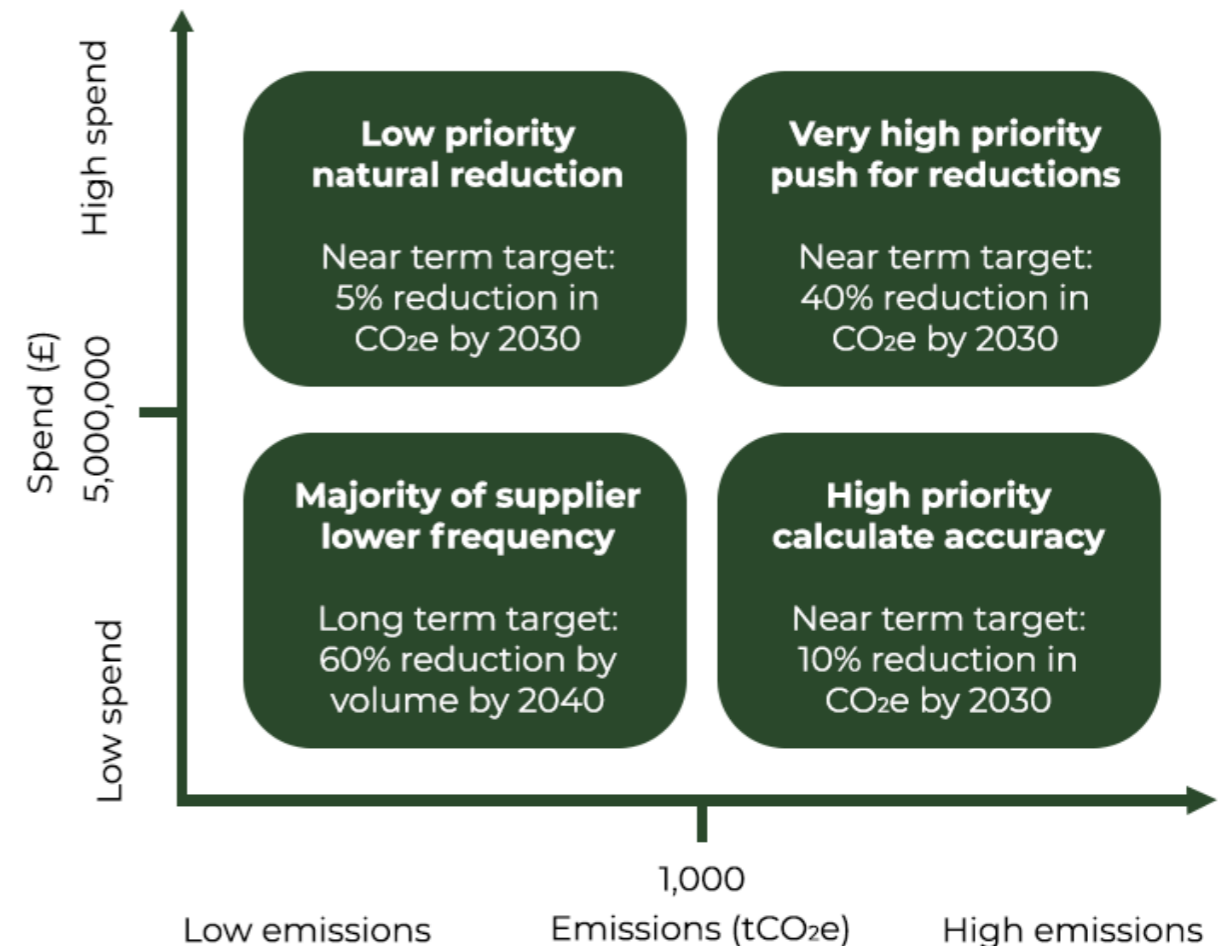 High spend
Spend (£)
5,000,000
Low spend
Low priority
natural reduction
Near term target:
5% reduction in
CO₂e by 2030
Very high priority
push for reductions
Near term target:
40% reduction in
CO₂e by 2030
Majority of supplier
lower frequency
Long term target:
60% reduction by
volume by 2040
High priority
calculate accuracy
Near term target:
10% reduction in
CO₂e by 2030
1,000
Low emissions
Emissions (tCO₂e)
High emissions